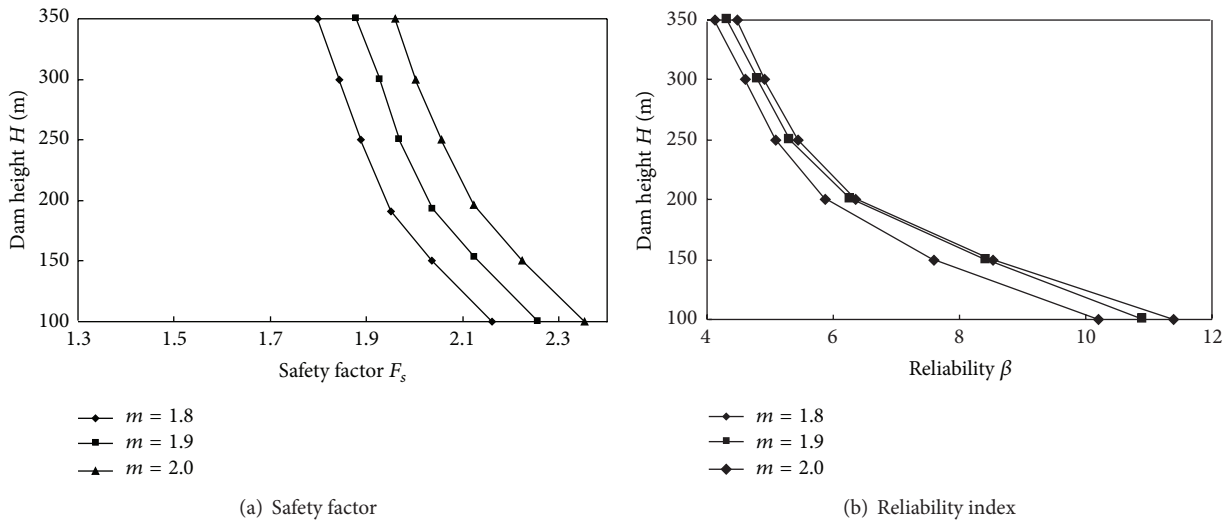 350
300
250
200
150
100
Dam height H (m)
1.3
1.5
1.7
1.9
2.1
2.3
Safety factor Fs
m = 1.8
m = 1.9
m = 2.0
(a) Safety factor
350
300
250
200
150
100
Dam height H (m)
4
6
8
10
12
Reliability β
m = 1.8
m = 1.9
m = 2.0
(b) Reliability index